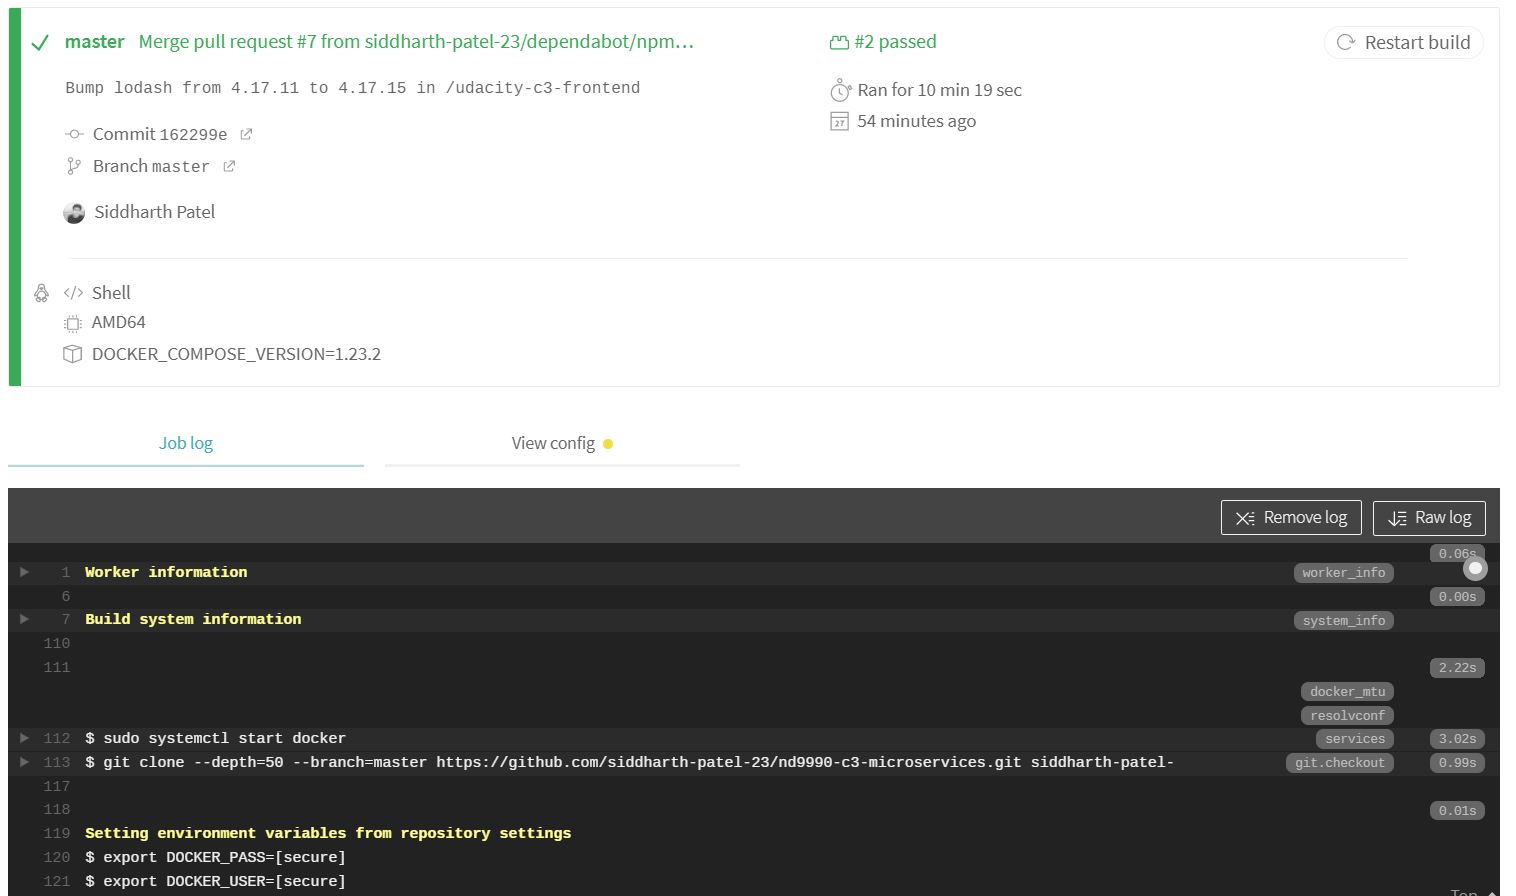 master Merge pull request #7 from siddharth-patel-23/dependabot/npm...
#2 passed
Restart build
Bump lodash from 4.17.11 to 4.17.15 in /udacity-c3-frontend
Ran for 10 min 19 sec
27
54 minutes ago
Commit 162299e
Branch master
Siddharth Patel
</> Shell
AMD64
DOCKER_COMPOSE_VERSION=1.23.2
Job log
View config
Remove log
Raw log
0.06s
1 Worker information worker_info
6 0.00s
7 Build system information system_info
110
111 2.22s
docker_mtu
resolvconf
112 $ sudo systemctl start docker services 3.02s
113 $ git clone --depth=50 --branch=master https://github.com/siddharth-patel-23/nd9990-c3-microservices.git siddharth-patel- git.checkout 0.99s
117
118 0.01s
119 Setting environment variables from repository settings
120 $ export DOCKER_PASS=[secure]
121 $ export DOCKER_USER=[secure]
Top